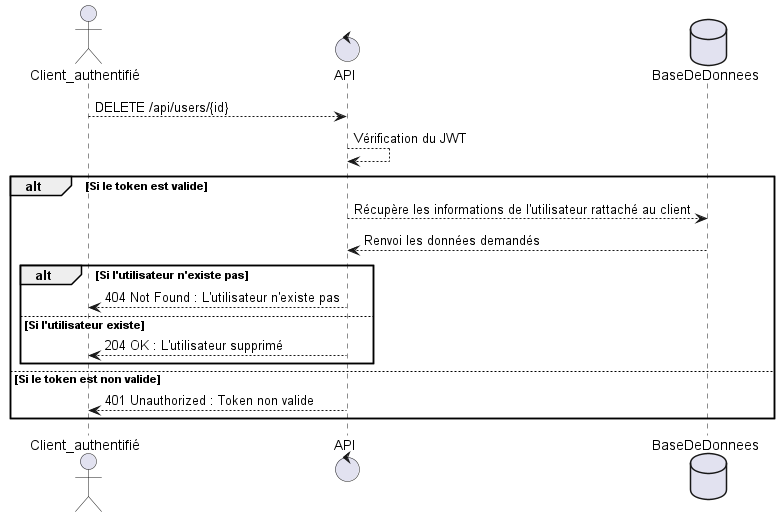 Client_authentifié
API
BaseDeDonnees
DELETE /api/users/{id}
Vérification du JWT
alt
[Si le token est valide]
Récupère les informations de l'utilisateur rattaché au client
Renvoi les données demandés
alt
[Si l'utilisateur n'existe pas]
404 Not Found : L'utilisateur n'existe pas
[Si l'utilisateur existe]
204 OK : L'utilisateur supprimé
[Si le token est non valide]
401 Unauthorized : Token non valide
Client_authentifié
API
BaseDeDonnees